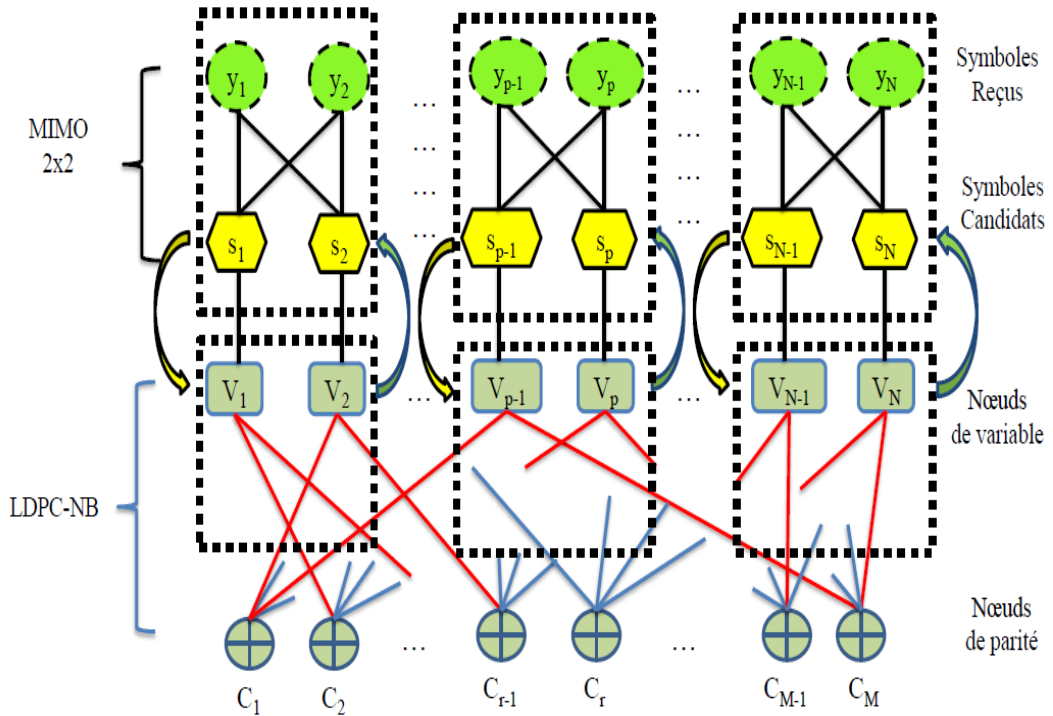 y1 y2 … yp-1 yp … yN-1 yN
Symboles
Reçus
… …
MIMO
2x2
… …
… …
Symboles
Candidats
… …
s1 s2 sp-1 sp sN-1 sN
V1 V2 … Vp-1 Vp … VN-1 VN
Nœuds
de variable
LDPC-NB
Nœuds
de parité
… …
C1 C2 Cr-1 Cr CM-1 CM